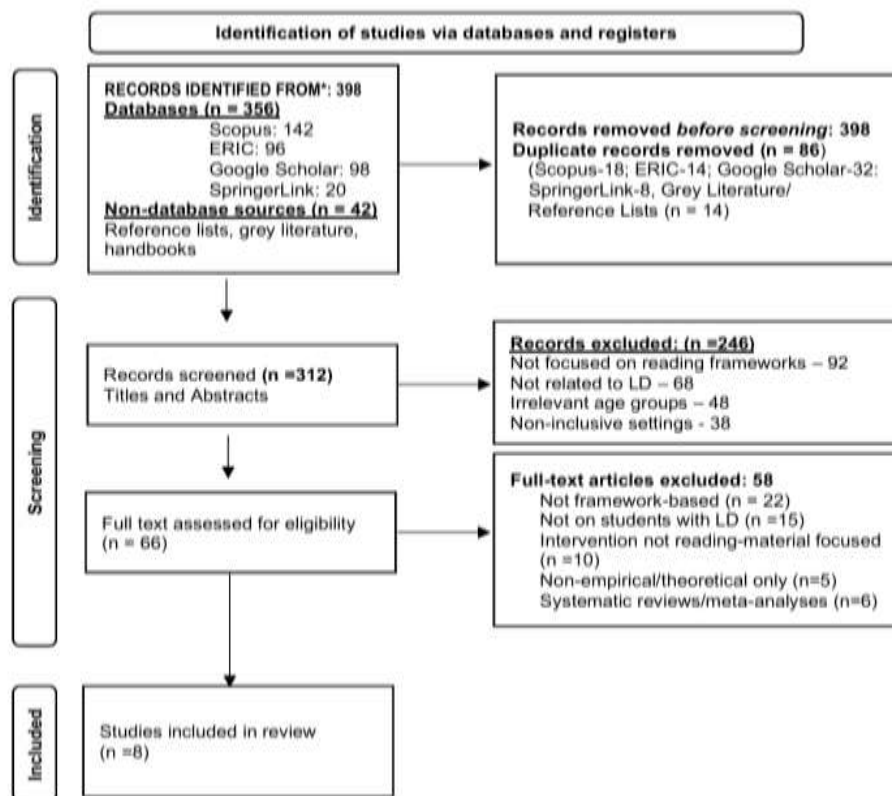 Identification of studies via databases and registers
Identification
RECORDS IDENTIFIED FROM*: 398
Databases (n = 356)
Scopus: 142
ERIC: 96
Google Scholar: 98
SpringerLink: 20
Non-database sources (n = 42)
Reference lists, grey literature,
handbooks
Records removed before screening: 398
Duplicate records removed (n = 86)
(Scopus-18; ERIC-14; Google Scholar-32;
SpringerLink-8, Grey Literature/
Reference Lists (n = 14)
Screening
Records screened (n =312)
Titles and Abstracts
Records excluded: (n =246)
Not focused on reading frameworks – 92
Not related to LD – 68
Irrelevant age groups – 48
Non-inclusive settings - 38
Full text assessed for eligibility
(n = 66)
Full-text articles excluded: 58
Not framework-based (n = 22)
Not on students with LD (n =15)
Intervention not reading-material focused
(n =10)
Non-empirical/theoretical only (n=5)
Systematic reviews/meta-analyses (n=6)
Included
Studies included in review
(n =8)